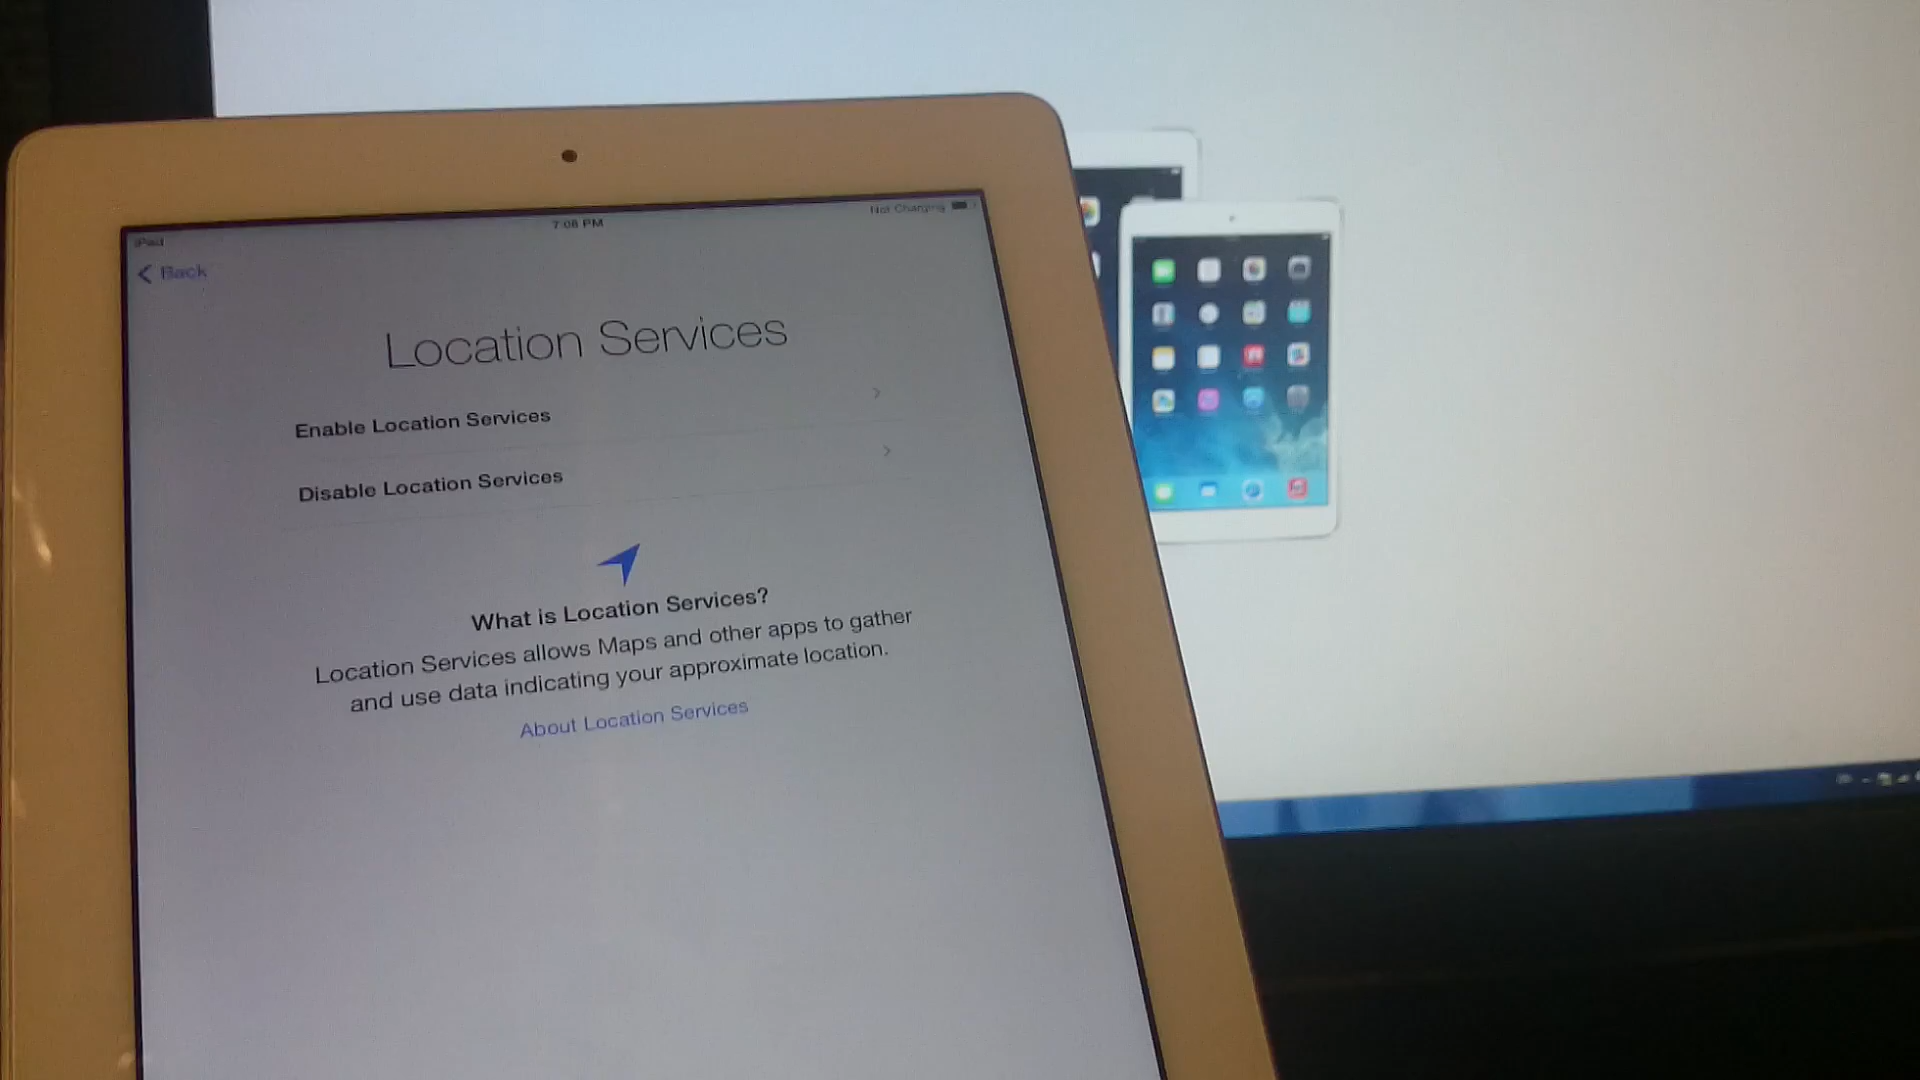 iPad
7:08 PM
Not Charging
Back
Location Services
Enable Location Services
Disable Location Services
What is Location Services?
Location Services allows Maps and other apps to gather
and use data indicating your approximate location.
About Location Services